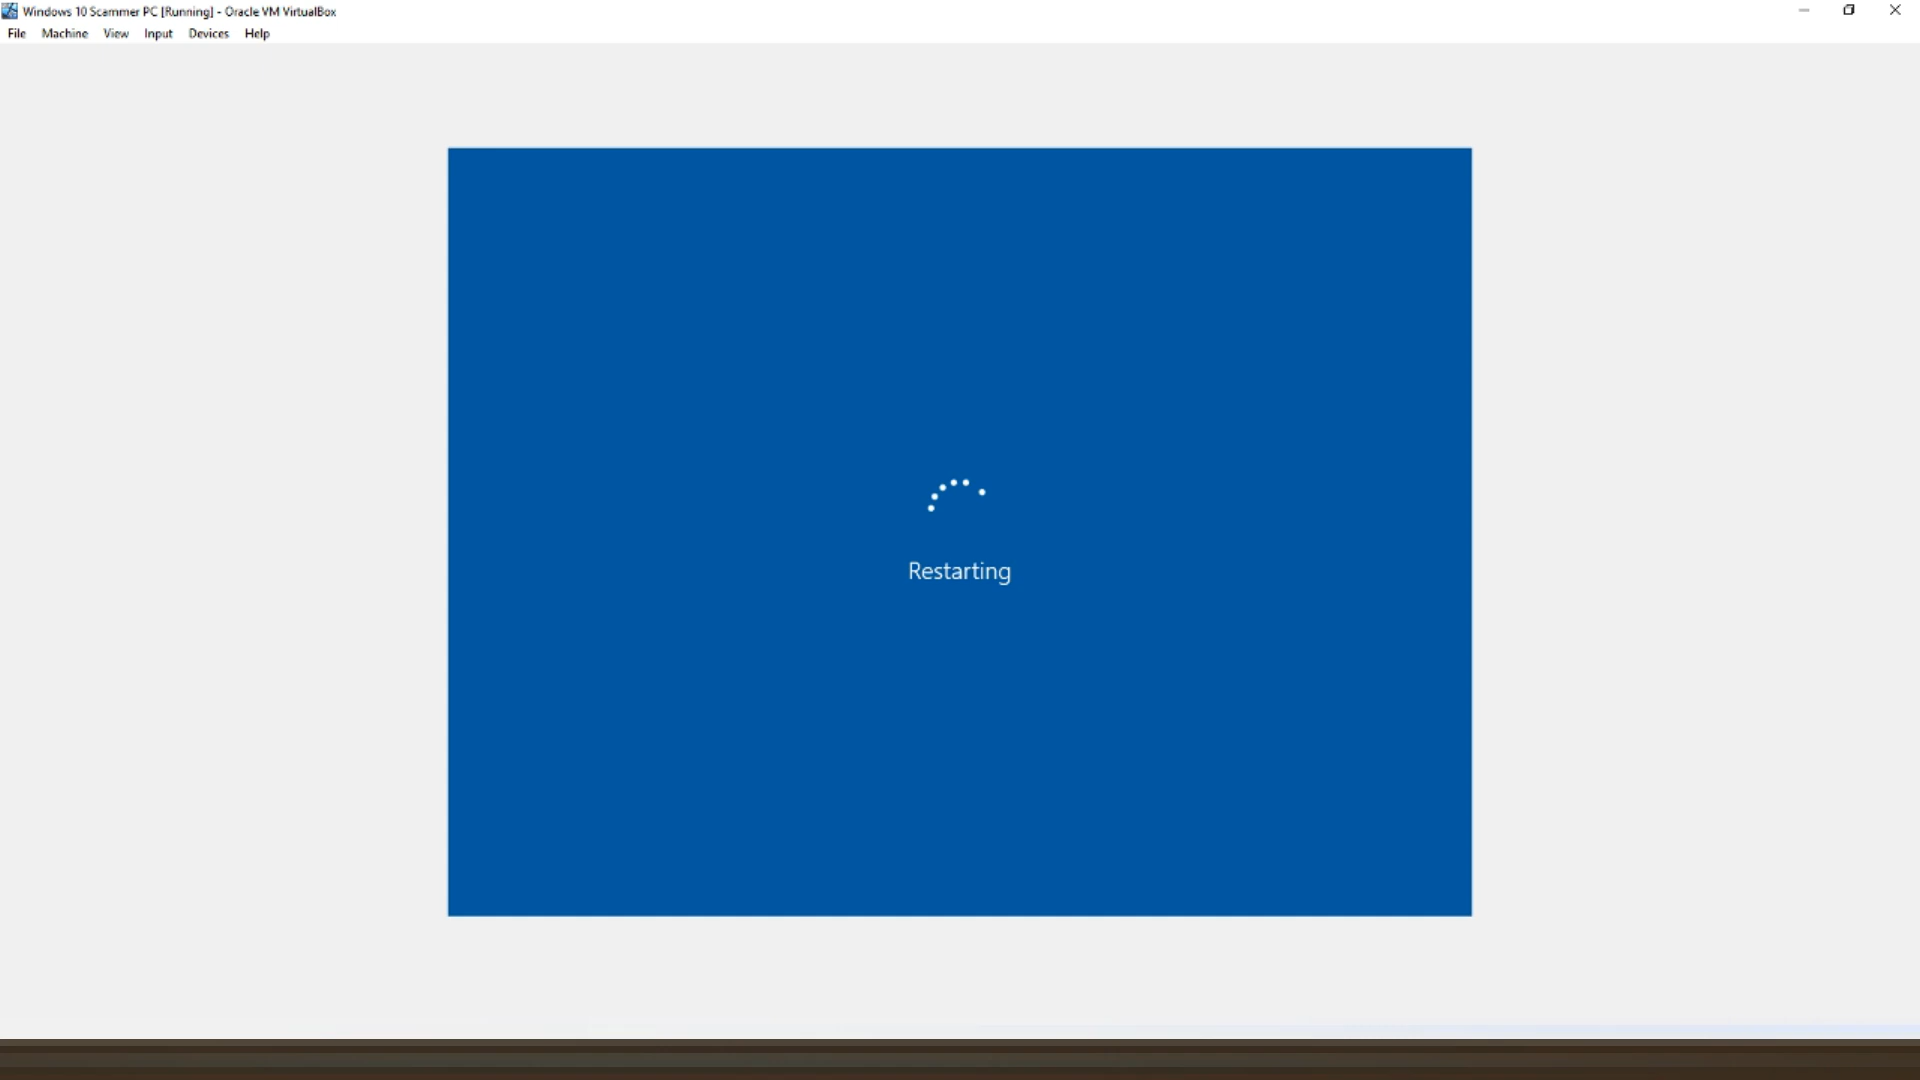 Windows 10 Scammer PC [Running] - Oracle VM VirtualBox
File Machine View Input Devices Help
Restarting